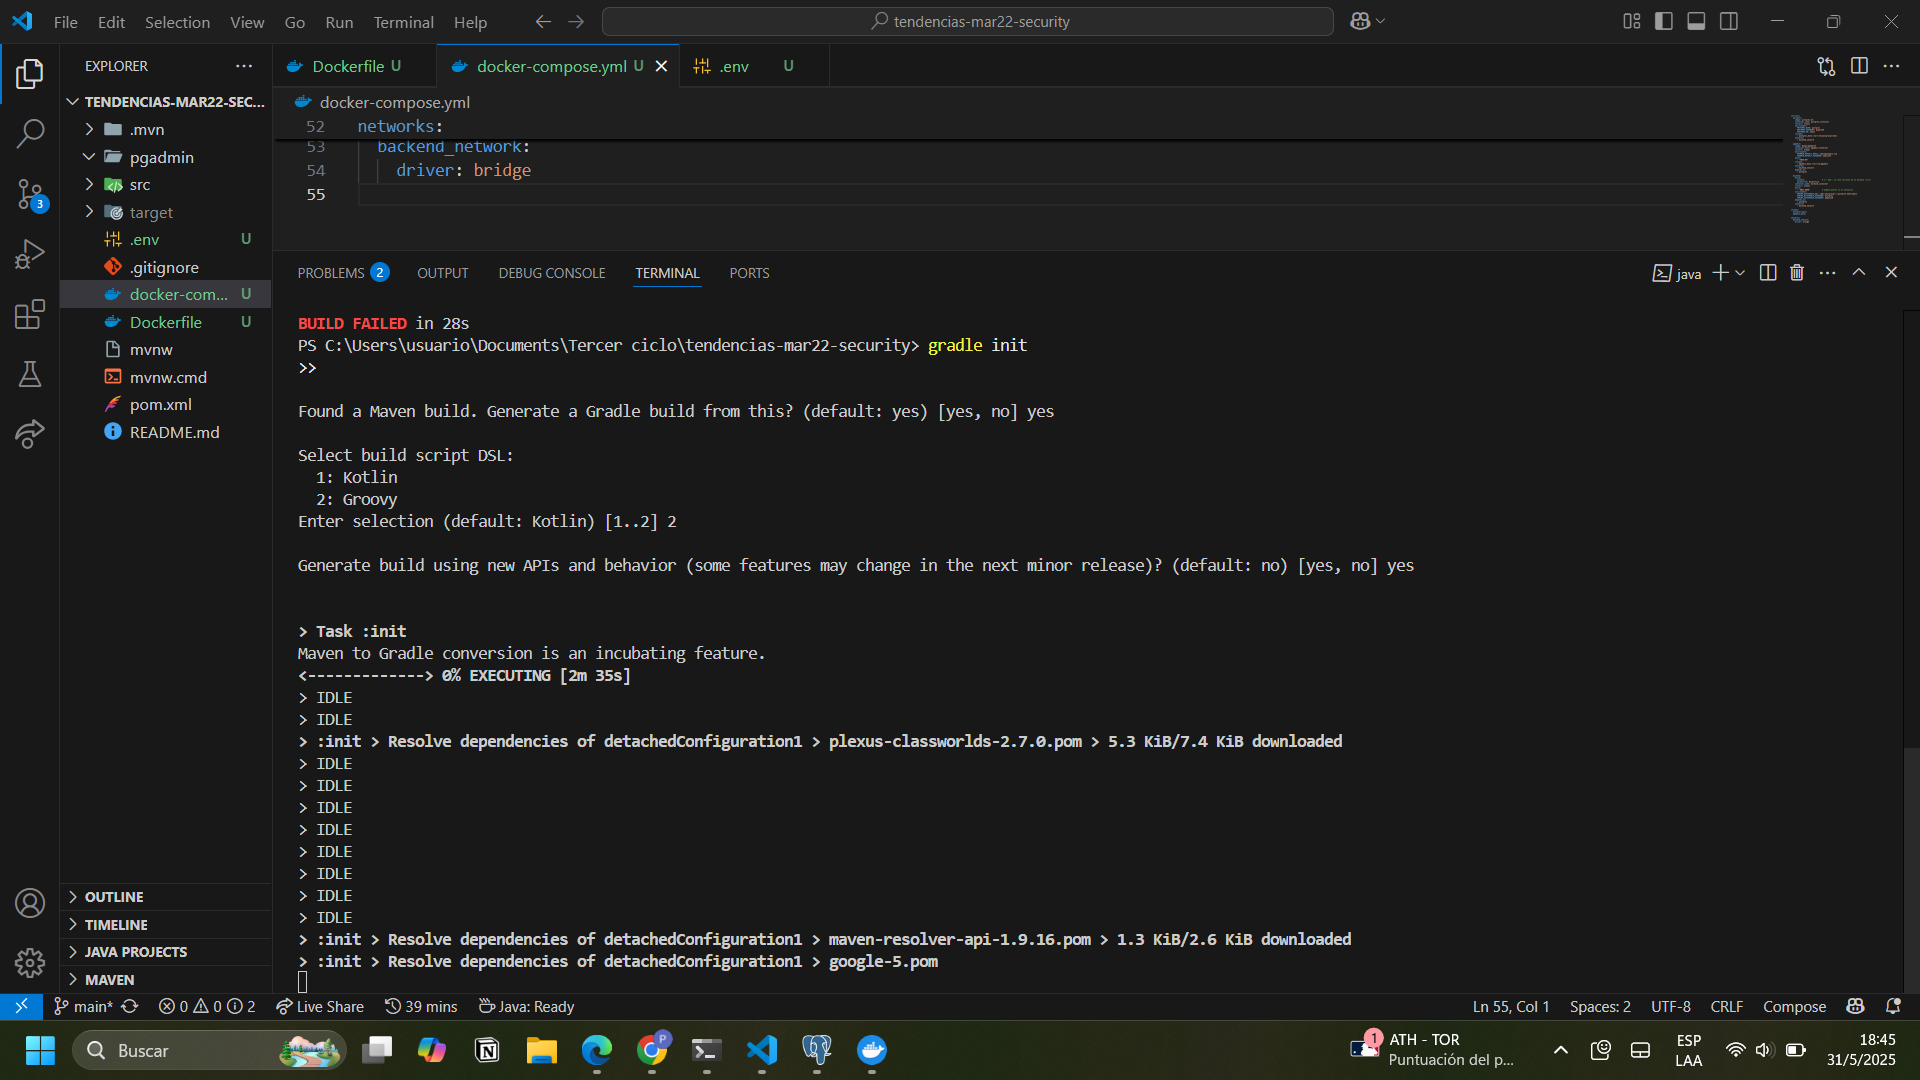 File Edit Selection View Go Run Terminal Help
tendencias-mar22-security
EXPLORER
TENDENCIAS-MAR22-SEC...
.mvn
pgadmin
src
target
.env U
.gitignore
docker-com... U
Dockerfile U
mvnw
mvnw.cmd
pom.xml
README.md
OUTLINE
TIMELINE
JAVA PROJECTS
MAVEN
3
Dockerfile U
docker-compose.yml U
.env U
docker-compose.yml
52 networks:
53 backend_network:
54 driver: bridge
55
PROBLEMS 2 OUTPUT DEBUG CONSOLE TERMINAL PORTS
java
BUILD FAILED in 28s
PS C:\Users\usuario\Documents\Tercer ciclo\tendencias-mar22-security> gradle init
>>
Found a Maven build. Generate a Gradle build from this? (default: yes) [yes, no] yes
Select build script DSL:
1: Kotlin
2: Groovy
Enter selection (default: Kotlin) [1..2] 2
Generate build using new APIs and behavior (some features may change in the next minor release)? (default: no) [yes, no] yes
> Task :init
Maven to Gradle conversion is an incubating feature.
<-------------> 0% EXECUTING [2m 35s]
> IDLE
> IDLE
> :init > Resolve dependencies of detachedConfiguration1 > plexus-classworlds-2.7.0.pom > 5.3 KiB/7.4 KiB downloaded
> IDLE
> IDLE
> IDLE
> IDLE
> IDLE
> IDLE
> IDLE
> IDLE
> :init > Resolve dependencies of detachedConfiguration1 > maven-resolver-api-1.9.16.pom > 1.3 KiB/2.6 KiB downloaded
> :init > Resolve dependencies of detachedConfiguration1 > google-5.pom
main* 0 0 2 Live Share 39 mins Java: Ready
Ln 55, Col 1 Spaces: 2 UTF-8 CRLF Compose
Buscar
P
1
ATH - TOR
Puntuación del p...
ESP
LAA
18:45
31/5/2025